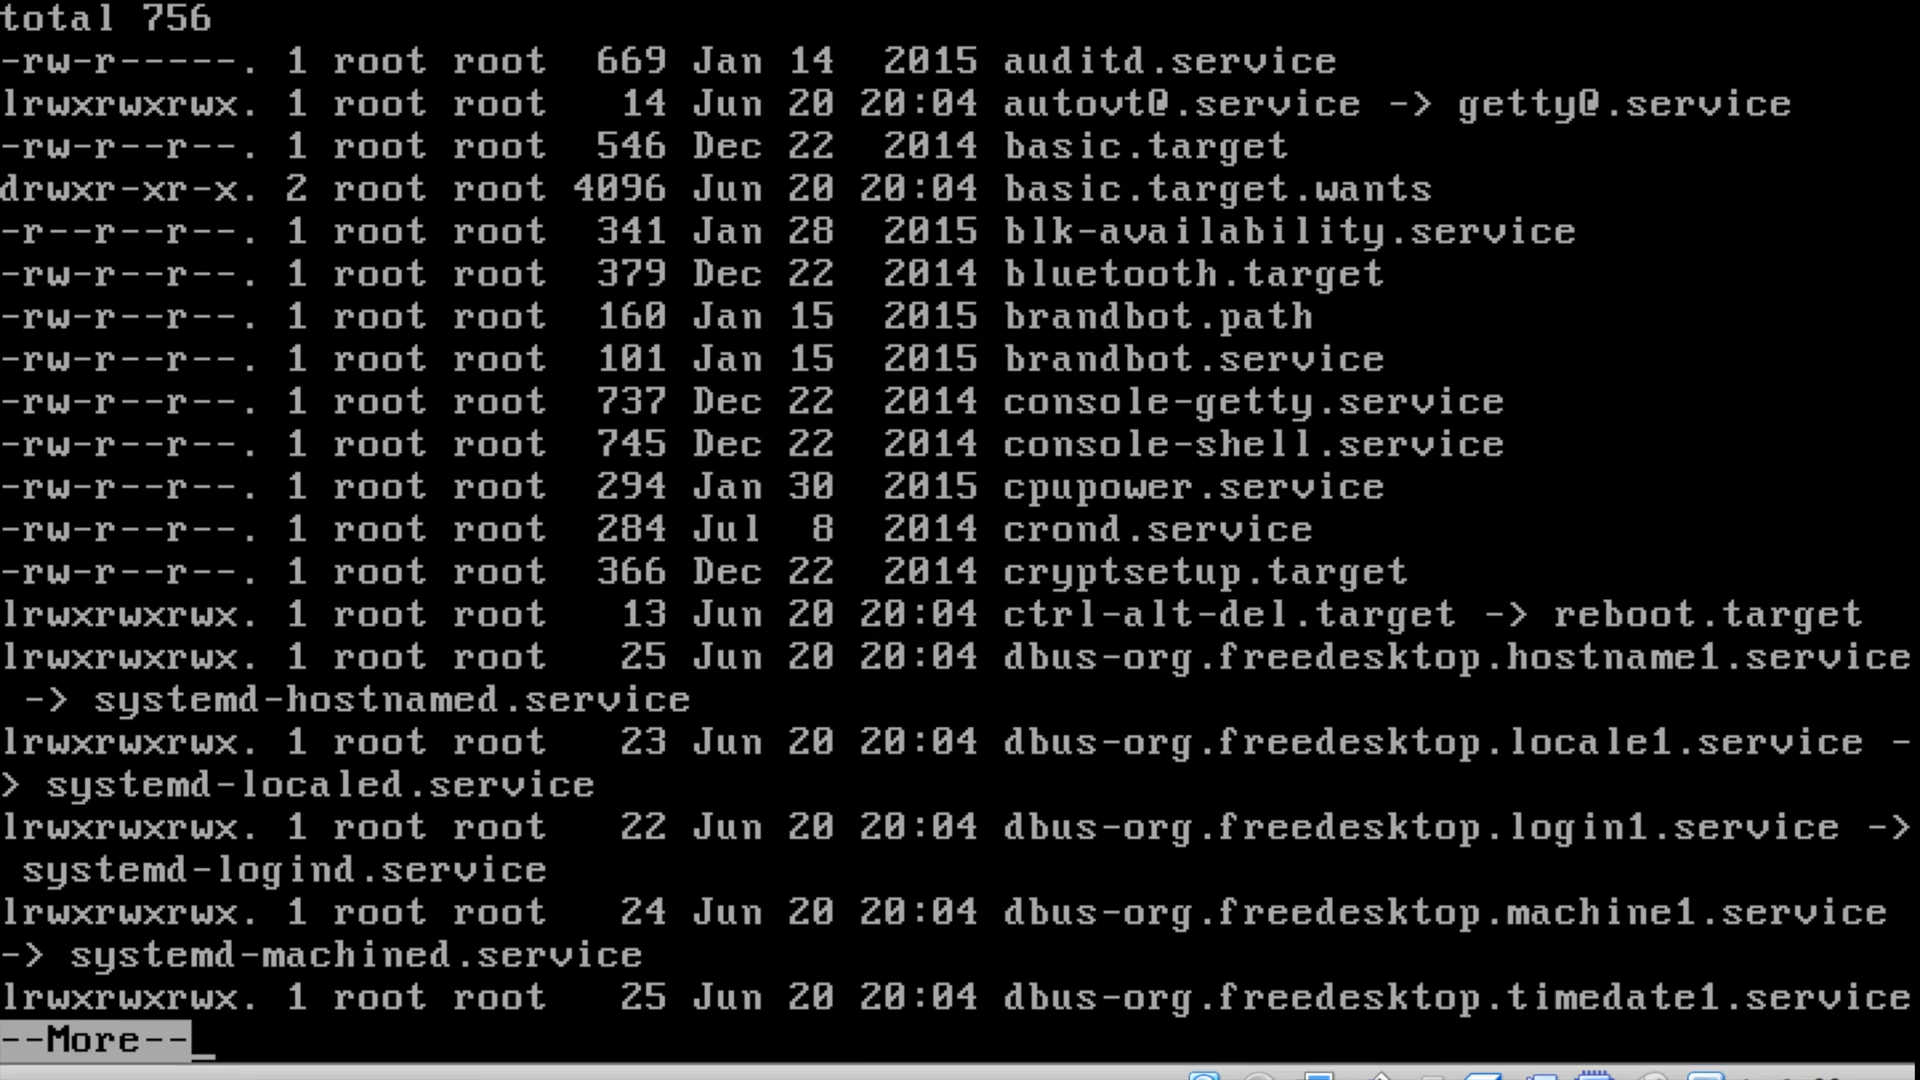 total 756
-rw-r-----. 1 root root  669 Jan 14  2015 auditd.service
lrwxrwxrwx. 1 root root   14 Jun 20 20:04 autovt@.service -> getty@.service
-rw-r--r--. 1 root root  546 Dec 22  2014 basic.target
drwxr-xr-x. 2 root root 4096 Jun 20 20:04 basic.target.wants
-r--r--r--. 1 root root  341 Jan 28  2015 blk-availability.service
-rw-r--r--. 1 root root  379 Dec 22  2014 bluetooth.target
-rw-r--r--. 1 root root  160 Jan 15  2015 brandbot.path
-rw-r--r--. 1 root root  101 Jan 15  2015 brandbot.service
-rw-r--r--. 1 root root  737 Dec 22  2014 console-getty.service
-rw-r--r--. 1 root root  745 Dec 22  2014 console-shell.service
-rw-r--r--. 1 root root  294 Jan 30  2015 cpupower.service
-rw-r--r--. 1 root root  284 Jul  8  2014 crond.service
-rw-r--r--. 1 root root  366 Dec 22  2014 cryptsetup.target
lrwxrwxrwx. 1 root root   13 Jun 20 20:04 ctrl-alt-del.target -> reboot.target
lrwxrwxrwx. 1 root root   25 Jun 20 20:04 dbus-org.freedesktop.hostname1.service
 -> systemd-hostnamed.service
lrwxrwxrwx. 1 root root   23 Jun 20 20:04 dbus-org.freedesktop.locale1.service -
> systemd-localed.service
lrwxrwxrwx. 1 root root   22 Jun 20 20:04 dbus-org.freedesktop.login1.service ->
 systemd-logind.service
lrwxrwxrwx. 1 root root   24 Jun 20 20:04 dbus-org.freedesktop.machine1.service
-> systemd-machined.service
lrwxrwxrwx. 1 root root   25 Jun 20 20:04 dbus-org.freedesktop.timedate1.service
--More--_